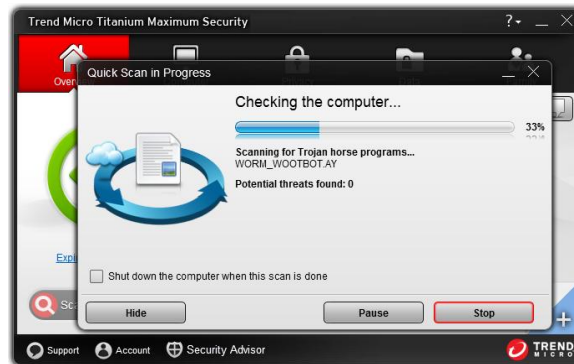 Trend Micro Titanium Maximum Security
?
Overview
Quick Scan in Progress
Checking the computer...
33%
Scanning for Trojan horse programs...
WORM_WOOTBOT.AY
Potential threats found: 0
Shut down the computer when this scan is done
Hide
Pause
Stop
Support
Account
Security Advisor
TREND
MICRO